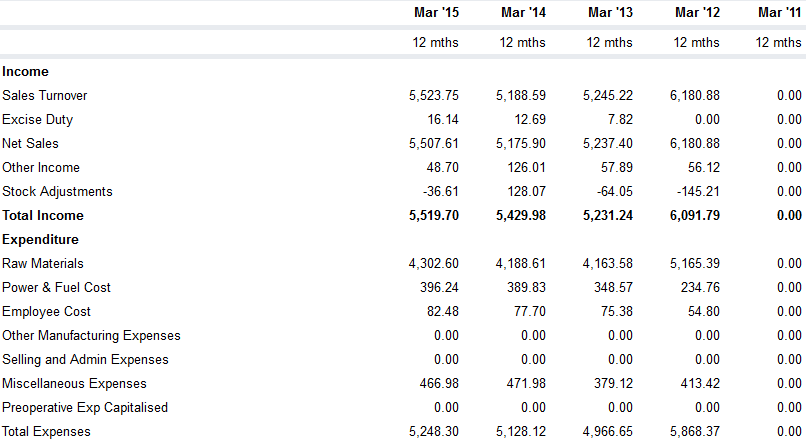 Mar '15 Mar '14 Mar '13 Mar '12 Mar '11
12 mths 12 mths 12 mths 12 mths 12 mths
Income
Sales Turnover 5,523.75 5,188.59 5,245.22 6,180.88 0.00
Excise Duty 16.14 12.69 7.82 0.00 0.00
Net Sales 5,507.61 5,175.90 5,237.40 6,180.88 0.00
Other Income 48.70 126.01 57.89 56.12 0.00
Stock Adjustments -36.61 128.07 -64.05 -145.21 0.00
Total Income 5,519.70 5,429.98 5,231.24 6,091.79 0.00
Expenditure
Raw Materials 4,302.60 4,188.61 4,163.58 5,165.39 0.00
Power & Fuel Cost 396.24 389.83 348.57 234.76 0.00
Employee Cost 82.48 77.70 75.38 54.80 0.00
Other Manufacturing Expenses 0.00 0.00 0.00 0.00 0.00
Selling and Admin Expenses 0.00 0.00 0.00 0.00 0.00
Miscellaneous Expenses 466.98 471.98 379.12 413.42 0.00
Preoperative Exp Capitalised 0.00 0.00 0.00 0.00 0.00
Total Expenses 5,248.30 5,128.12 4,966.65 5,868.37 0.00